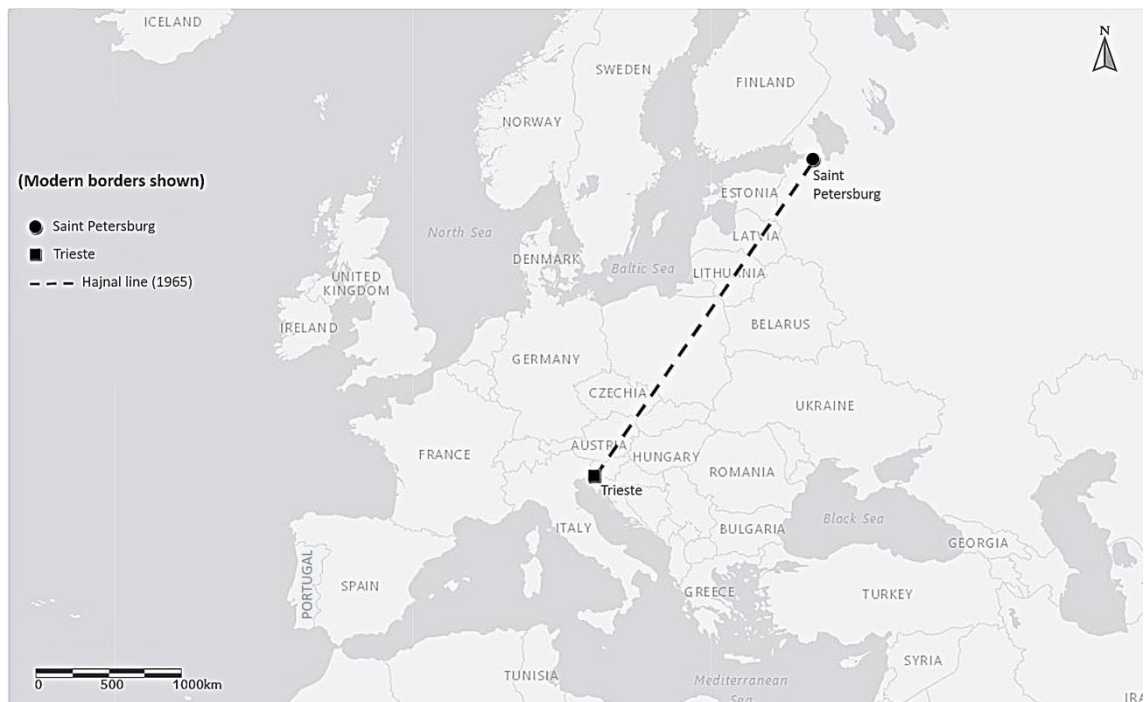 ICELAND
N
SWEDEN
FINLAND
NORWAY
Saint
Petersburg
(Modern borders shown)
ESTONIA
Saint Petersburg
North Sea
LATVIA
Trieste
DENMARK
Baltic Sea
LITHUANIA
Hajnal line (1965)
UNITED
KINGDOM
IRELAND
BELARUS
GERMANY
CZECHIA
UKRAINE
FRANCE
AUSTRIA
HUNGARY
ROMANIA
Trieste
ITALY
BULGARIA
Black Sea
GEORGIA
PORTUGAL
SPAIN
GREECE
TURKEY
SYRIA
TUNISIA
Mediterranean
Sea
0 500 1000km
IRA